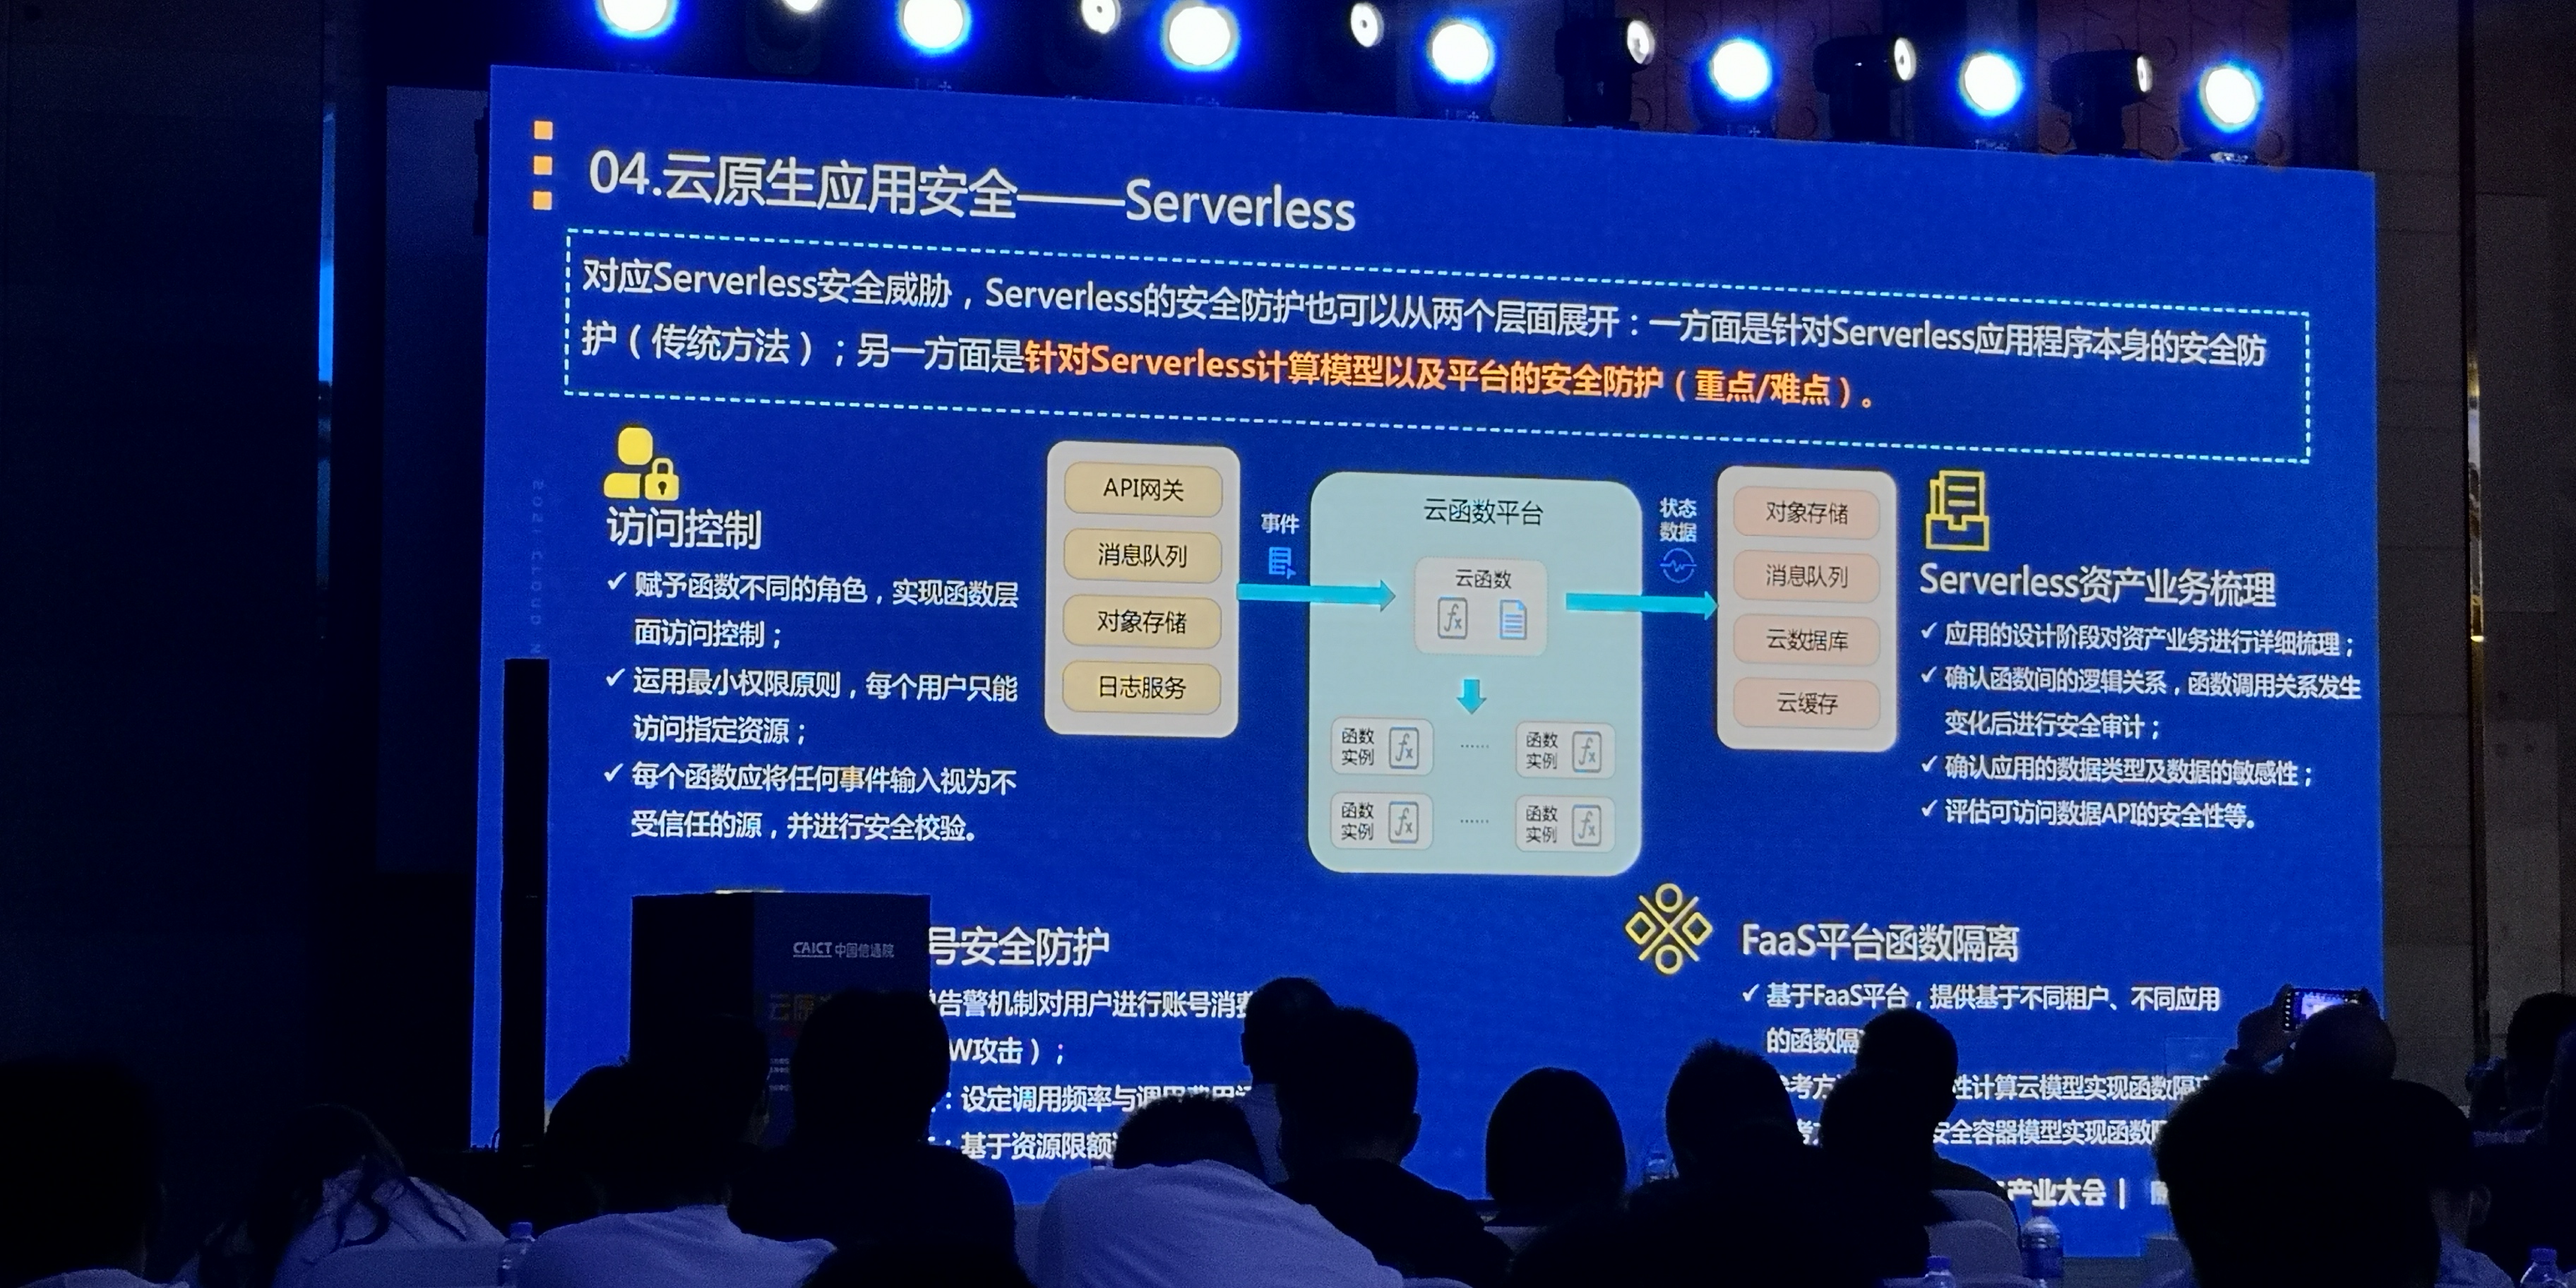 04.云原生应用安全——Serverless
对应Serverless安全威胁，Serverless的安全防护也可以从两个层面展开：一方面是针对Serverless应用程序本身的安全防
护（传统方法）；另一方面是针对Serverless计算模型以及平台的安全防护（重点/难点）。
访问控制
✓ 赋予函数不同的角色，实现函数层
面访问控制；
✓ 运用最小权限原则，每个用户只能
访问指定资源；
✓ 每个函数应将任何事件输入视为不
受信任的源，并进行安全校验。
API网关
消息队列
对象存储
日志服务
事件
云函数平台
云函数
fx
函数
实例
fx
......
函数
实例
fx
函数
实例
fx
......
函数
实例
fx
状态
数据
对象存储
消息队列
云数据库
云缓存
Serverless资产业务梳理
✓ 应用的设计阶段对资产业务进行详细梳理；
✓ 确认函数间的逻辑关系，函数调用关系发生
变化后进行安全审计；
✓ 确认应用的数据类型及数据的敏感性；
✓ 评估可访问数据API的安全性等。
号安全防护
告警机制对用户进行账号消费
W攻击）；
：设定调用频率与调用
：基于资源限额
FaaS平台函数隔离
✓ 基于FaaS平台，提供基于不同租户、不同应用
的函数隔
考方
性计算云模型实现函数隔
安全容器模型实现函数
产业大会 |
CAICT 中国信通院